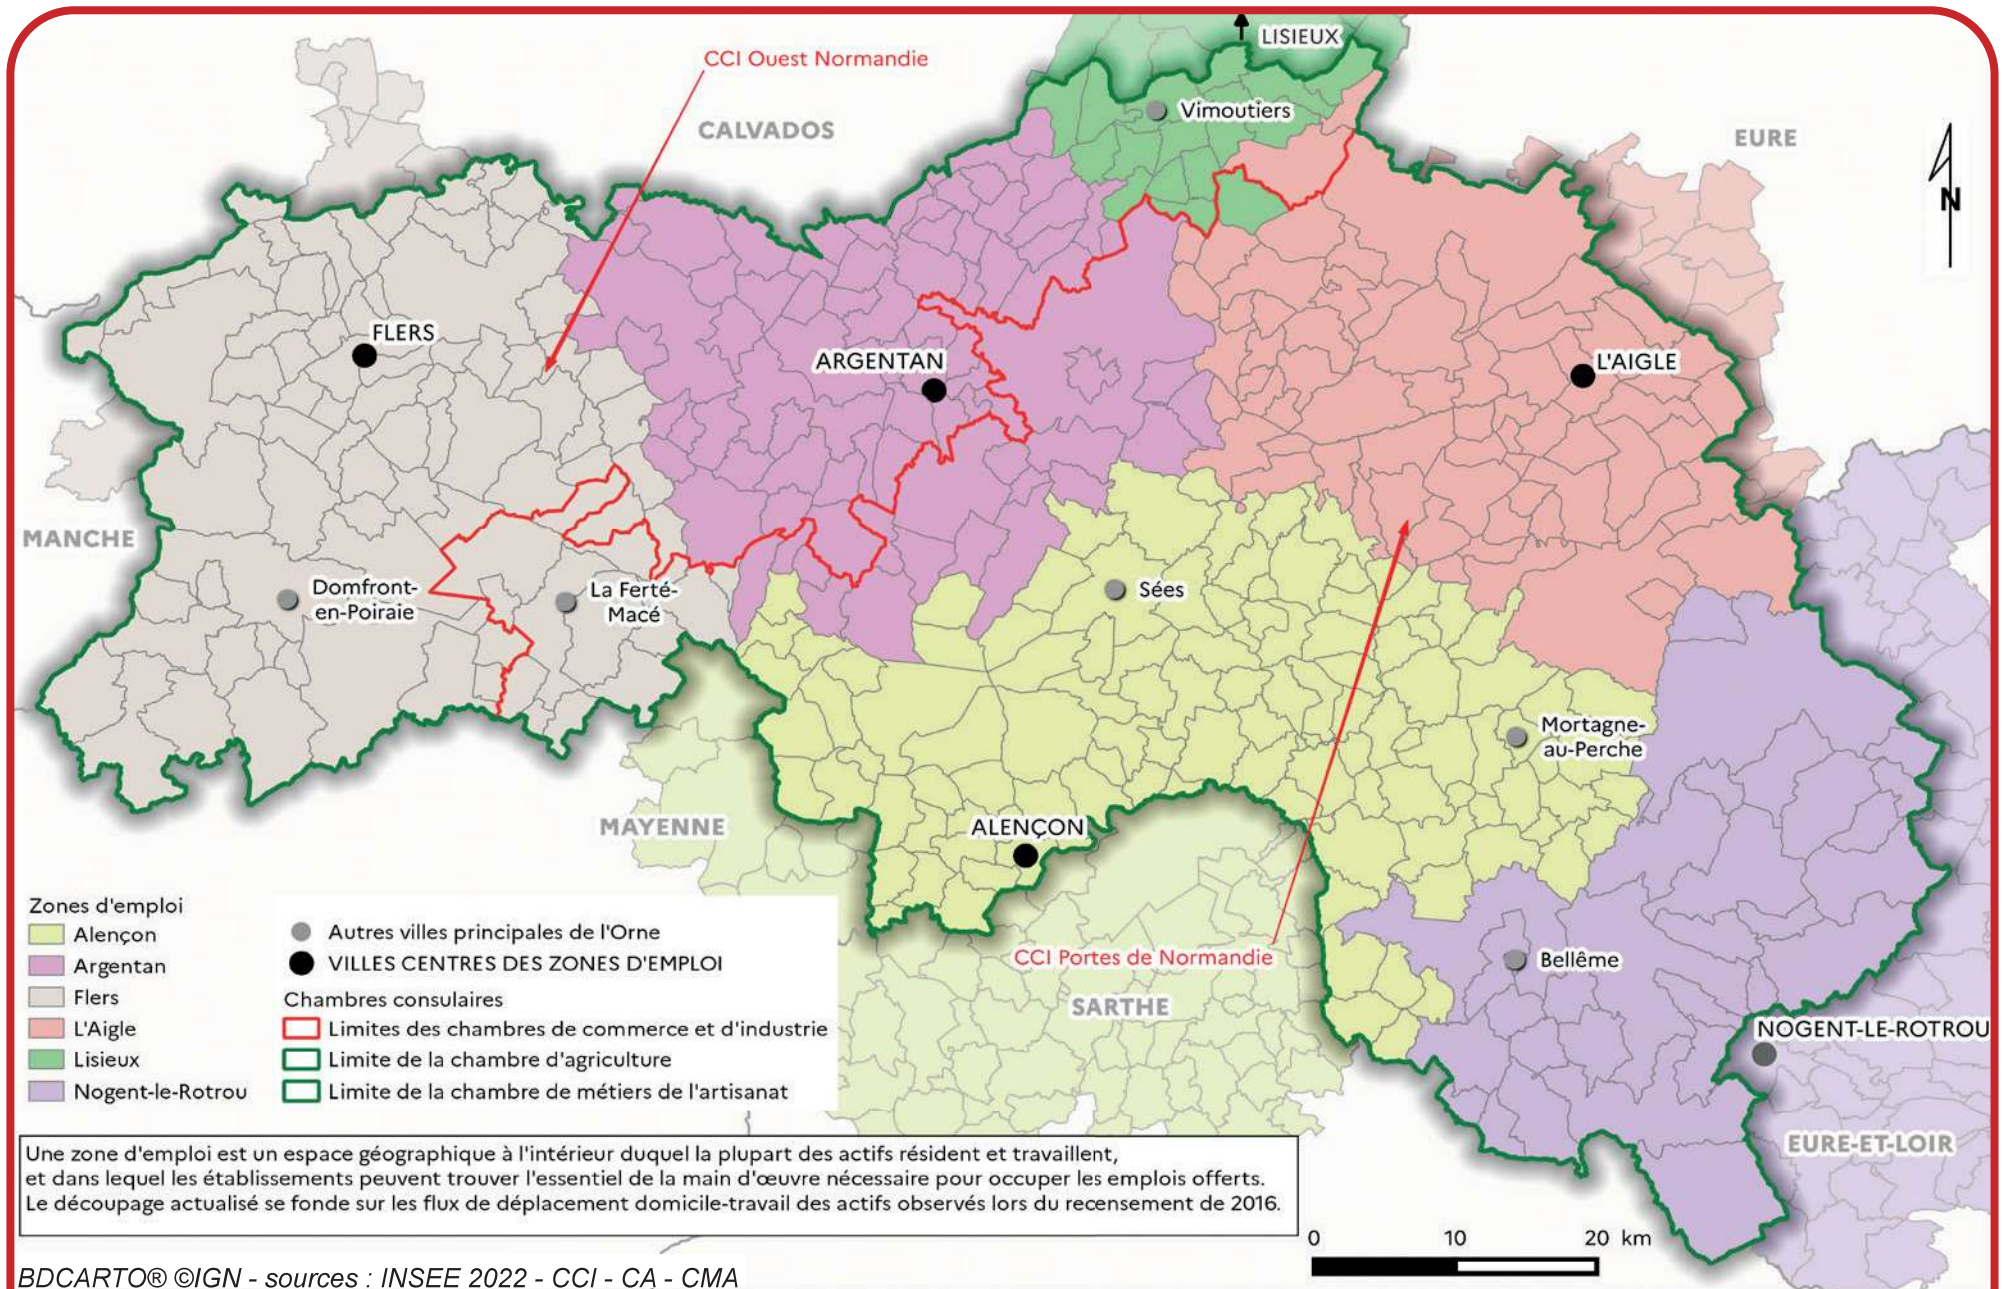 LISIEUX
CCI Ouest Normandie
CALVADOS
Vimoutiers
EURE
N
FLERS
ARGENTAN
L'AIGLE
MANCHE
Domfront-
en-Poiraie
La Ferté-
Macé
Sées
Mortagne-
au-Perche
MAYENNE
ALENÇON
CCI Portes de Normandie
Bellême
SARTHE
NOGENT-LE-ROTROU
EURE-ET-LOIR
Zones d'emploi
Alençon
Argentan
Flers
L'Aigle
Lisieux
Nogent-le-Rotrou
Autres villes principales de l'Orne
VILLES CENTRES DES ZONES D'EMPLOI
Chambres consulaires
Limites des chambres de commerce et d'industrie
Limite de la chambre d'agriculture
Limite de la chambre de métiers de l'artisanat
Une zone d'emploi est un espace géographique à l'intérieur duquel la plupart des actifs résident et travaillent,
et dans lequel les établissements peuvent trouver l'essentiel de la main d'œuvre nécessaire pour occuper les emplois offerts.
Le découpage actualisé se fonde sur les flux de déplacement domicile-travail des actifs observés lors du recensement de 2016.
0 10 20 km
BDCARTO® ©IGN - sources : INSEE 2022 - CCI - CA - CMA